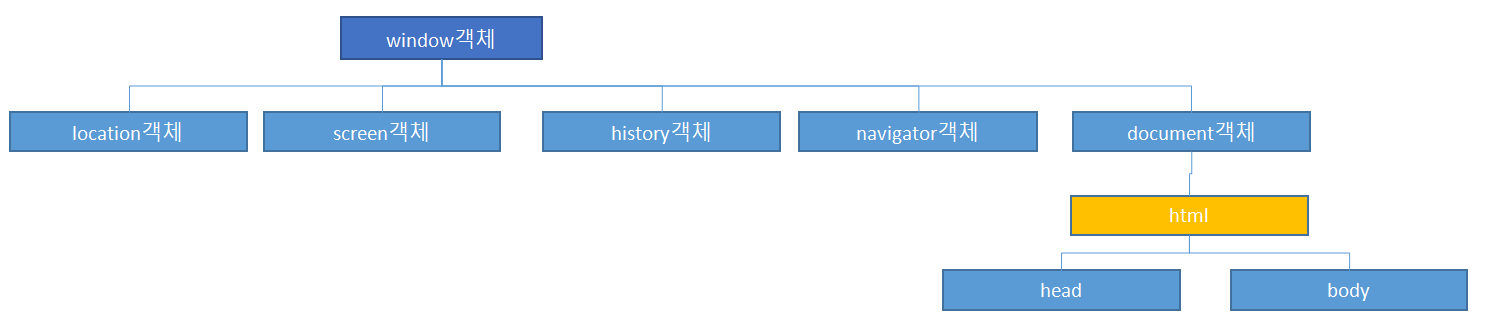 window객체
location객체
screen객체
history객체
navigator객체
document객체
html
head
body